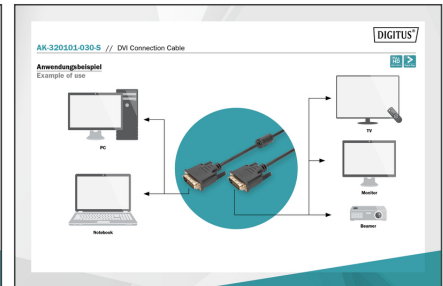 DIGITUS®
AK-320101-030-S // DVI Connection Cable
Anwendungsbeispiel
Example of use
PC
Notebook
TV
Monitor
Beamer